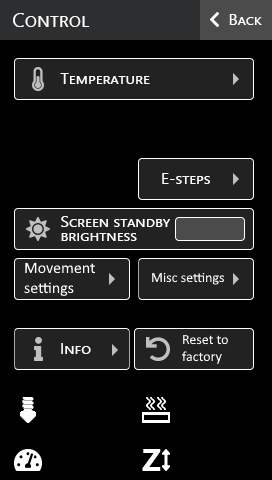 Control
Back
Temperature
E-steps
Screen standby
brightness
Movement
settings
Misc settings
Info
Reset to
factory
Z